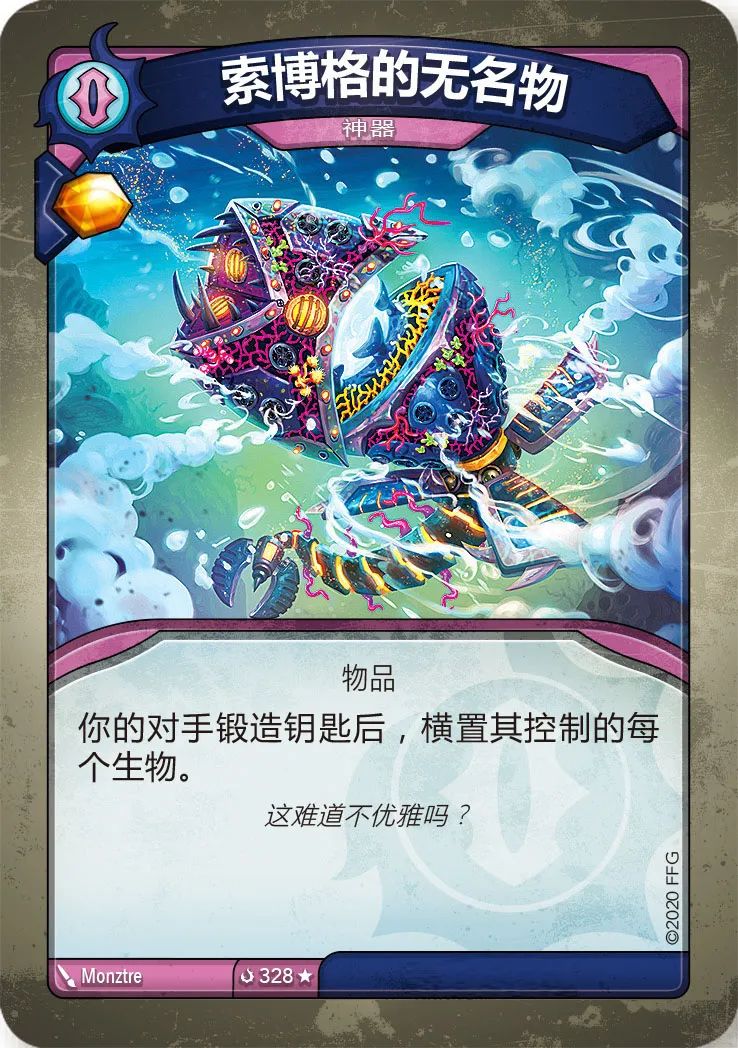 索博格的无名物
神器
物品
你的对手锻造钥匙后，横置其控制的每
个生物。
这难道不优雅吗？
©2020 FFG
Monztre
328